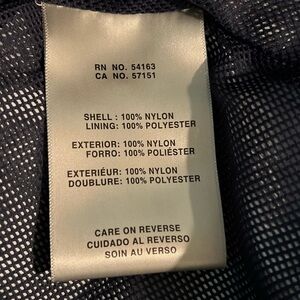 RN NO. 54163
CA NO. 57151
SHELL : 100% NYLON
LINING: 100% POLYESTER
EXTERIOR: 100% NYLON
FORRO: 100% POLIÉSTER
EXTÉRIEUR: 100% NYLON
DOUBLURE: 100% POLYESTER
CARE ON REVERSE
CUIDADO AL REVERSO
SOIN AU VERSO